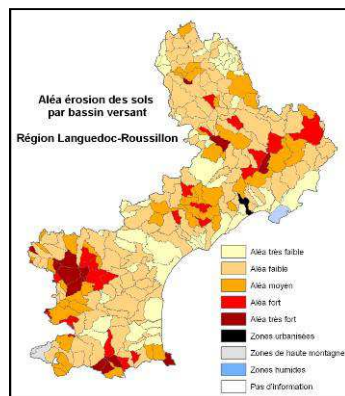 Aléa érosion des sols
par bassin versant
Région Languedoc-Roussillon
Aléa très faible
Aléa faible
Aléa moyen
Aléa fort
Aléa très fort
Zones urbanisées
Zones de haute montagne
Zones humides
Pas d'information